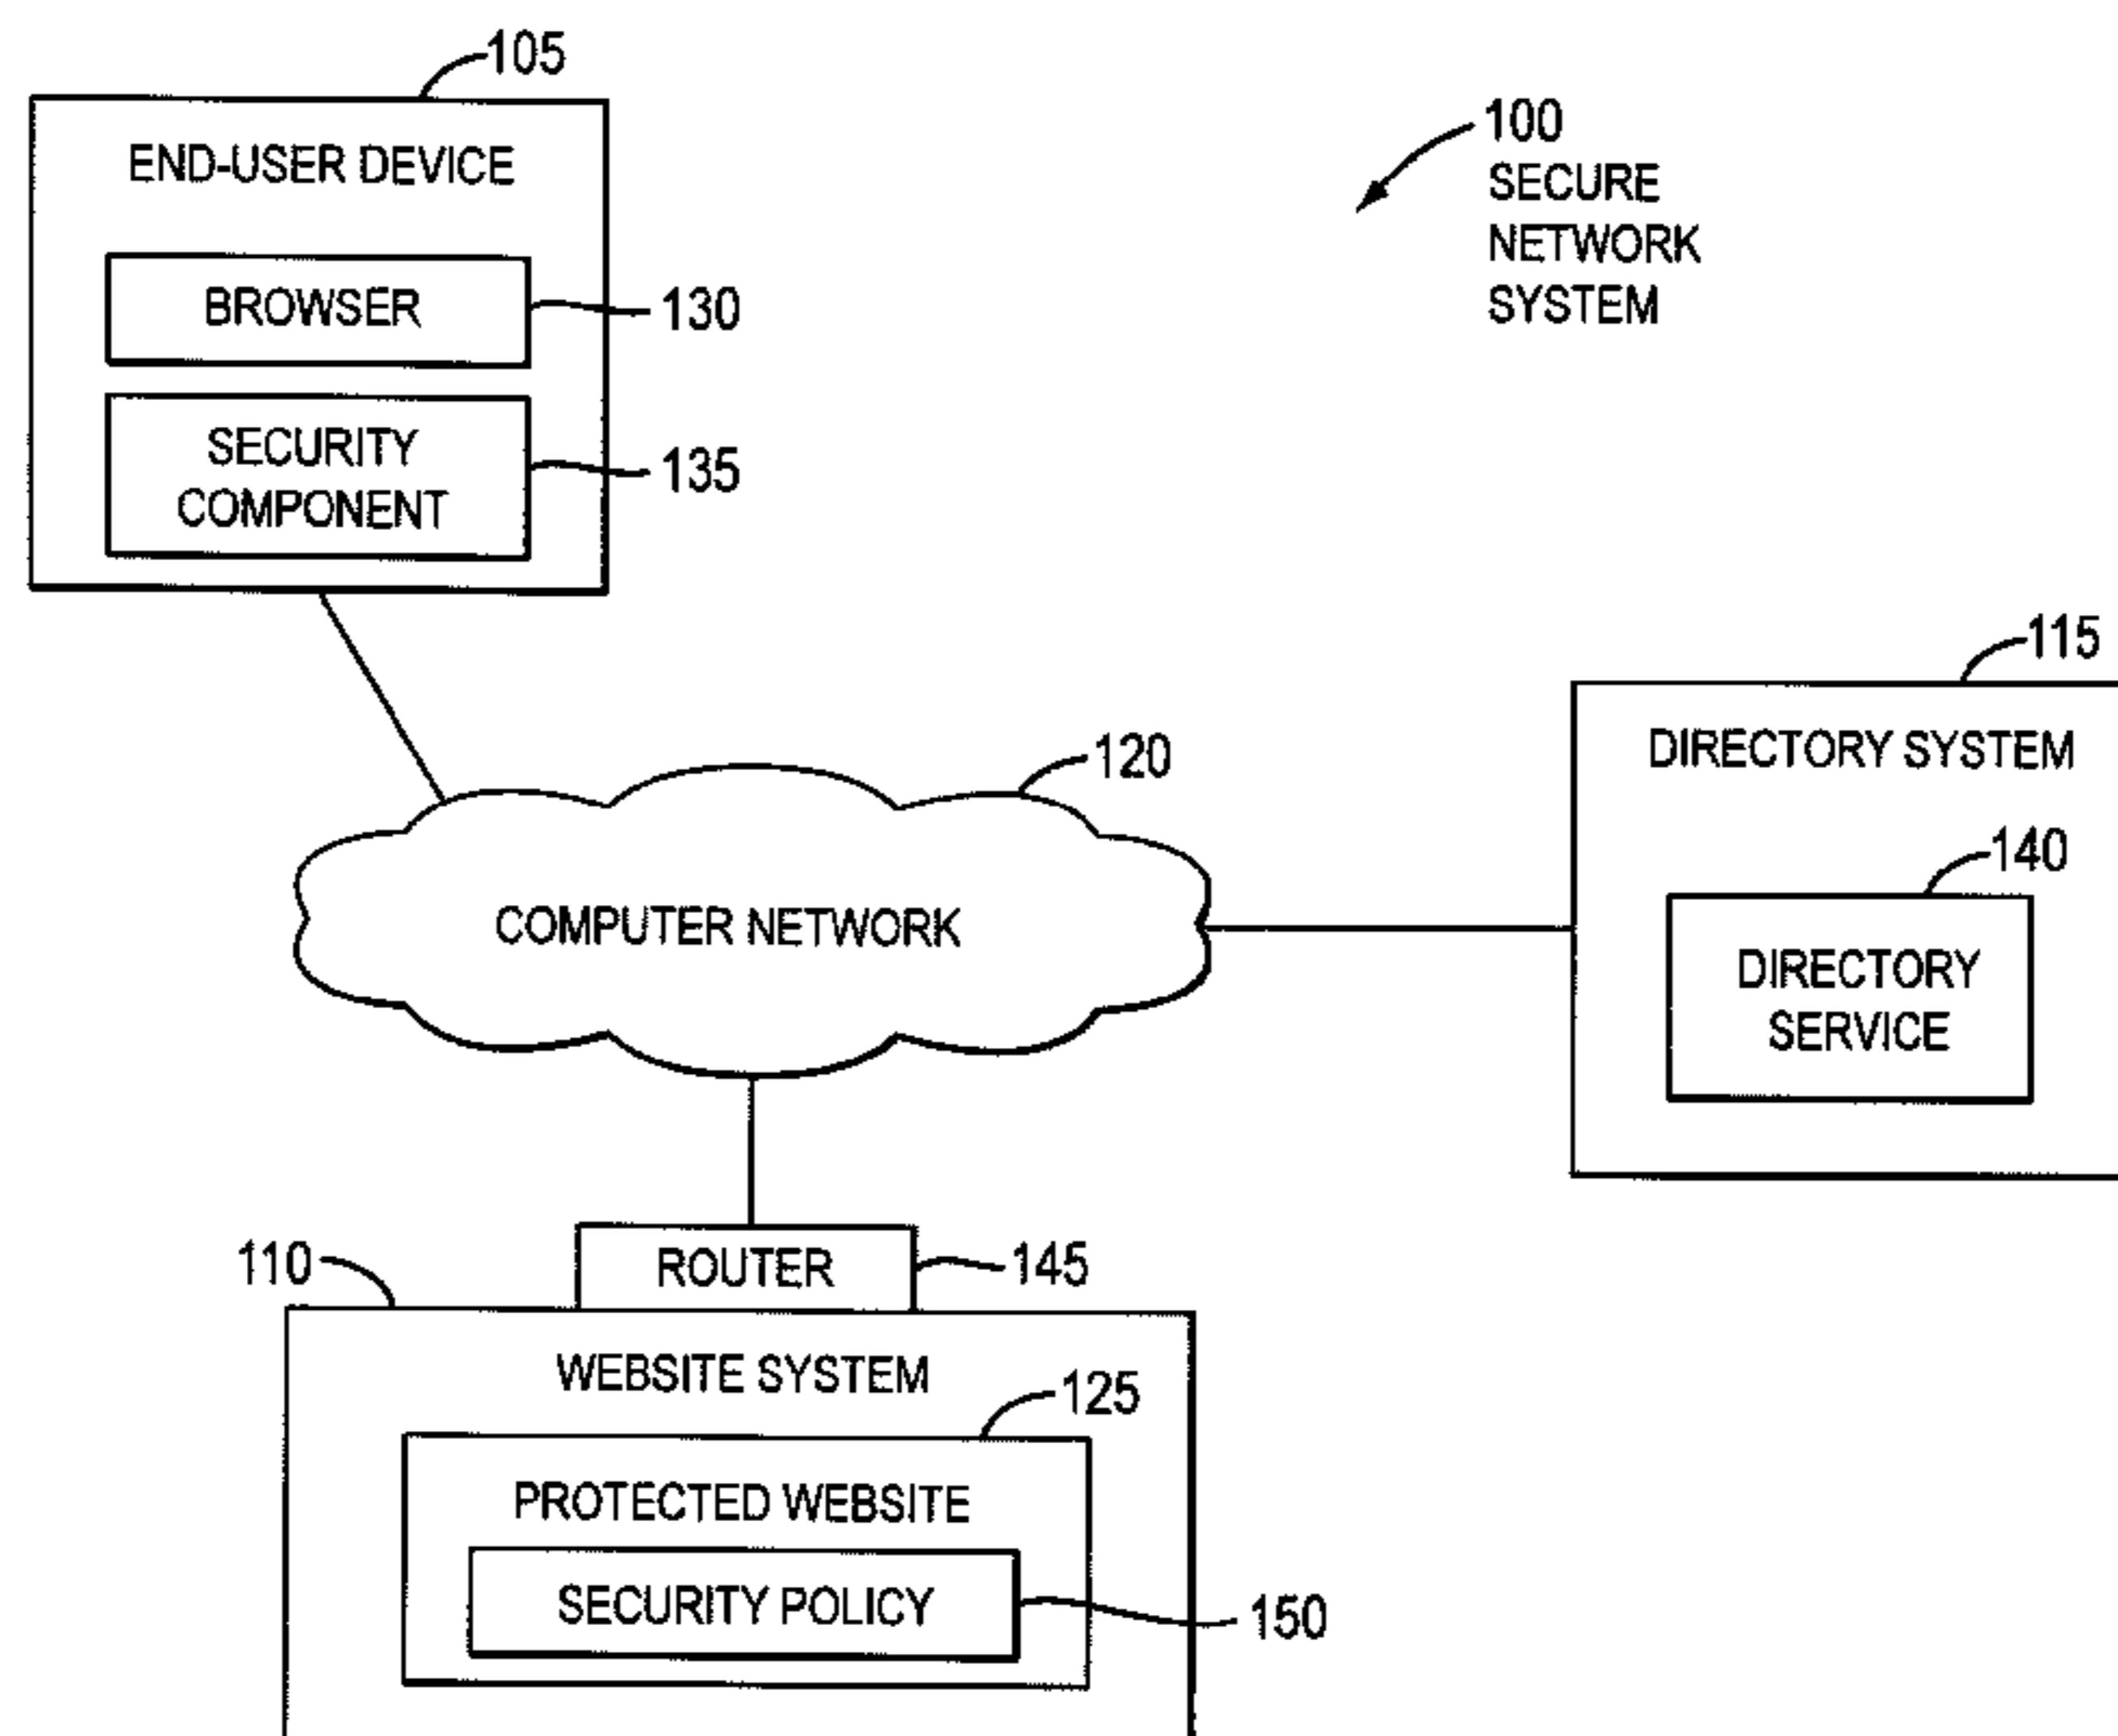 105
END-USER DEVICE
100
SECURE
NETWORK
SYSTEM
BROWSER
130
SECURITY
COMPONENT
135
115
DIRECTORY SYSTEM
120
140
COMPUTER NETWORK
DIRECTORY
SERVICE
110
ROUTER
145
WEBSITE SYSTEM
125
PROTECTED WEBSITE
SECURITY POLICY
150